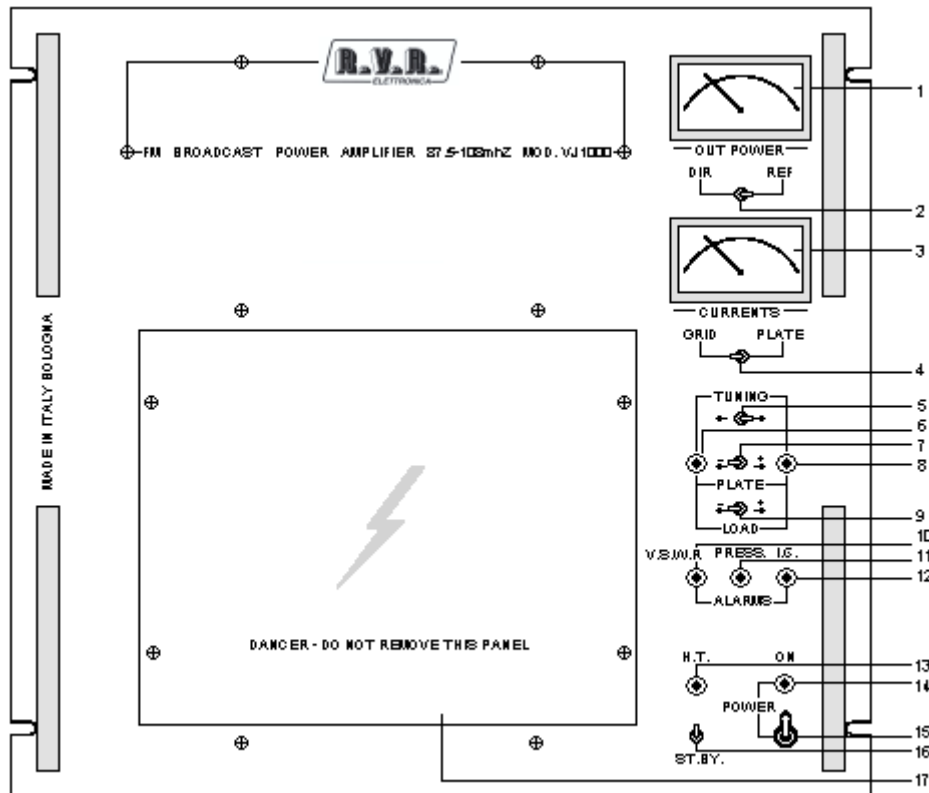 R.V.R.
ELETTRONICA
FM BROADCAST POWER AMPLIFIER 87.5-108mhZ MOD. VJ1000
OUT POWER
DIR REF
CURRENTS
GRID PLATE
TUNING
- +
- +
PLATE
- +
LOAD
V.S.W.R PRESS. I.G.
ALARMS
H.T. ON
POWER
ST.BY.
MADE IN ITALY BOLOGNA
DANGER - DO NOT REMOVE THIS PANEL
1
2
3
4
5
6
7
8
9
10
11
12
13
14
15
16
17